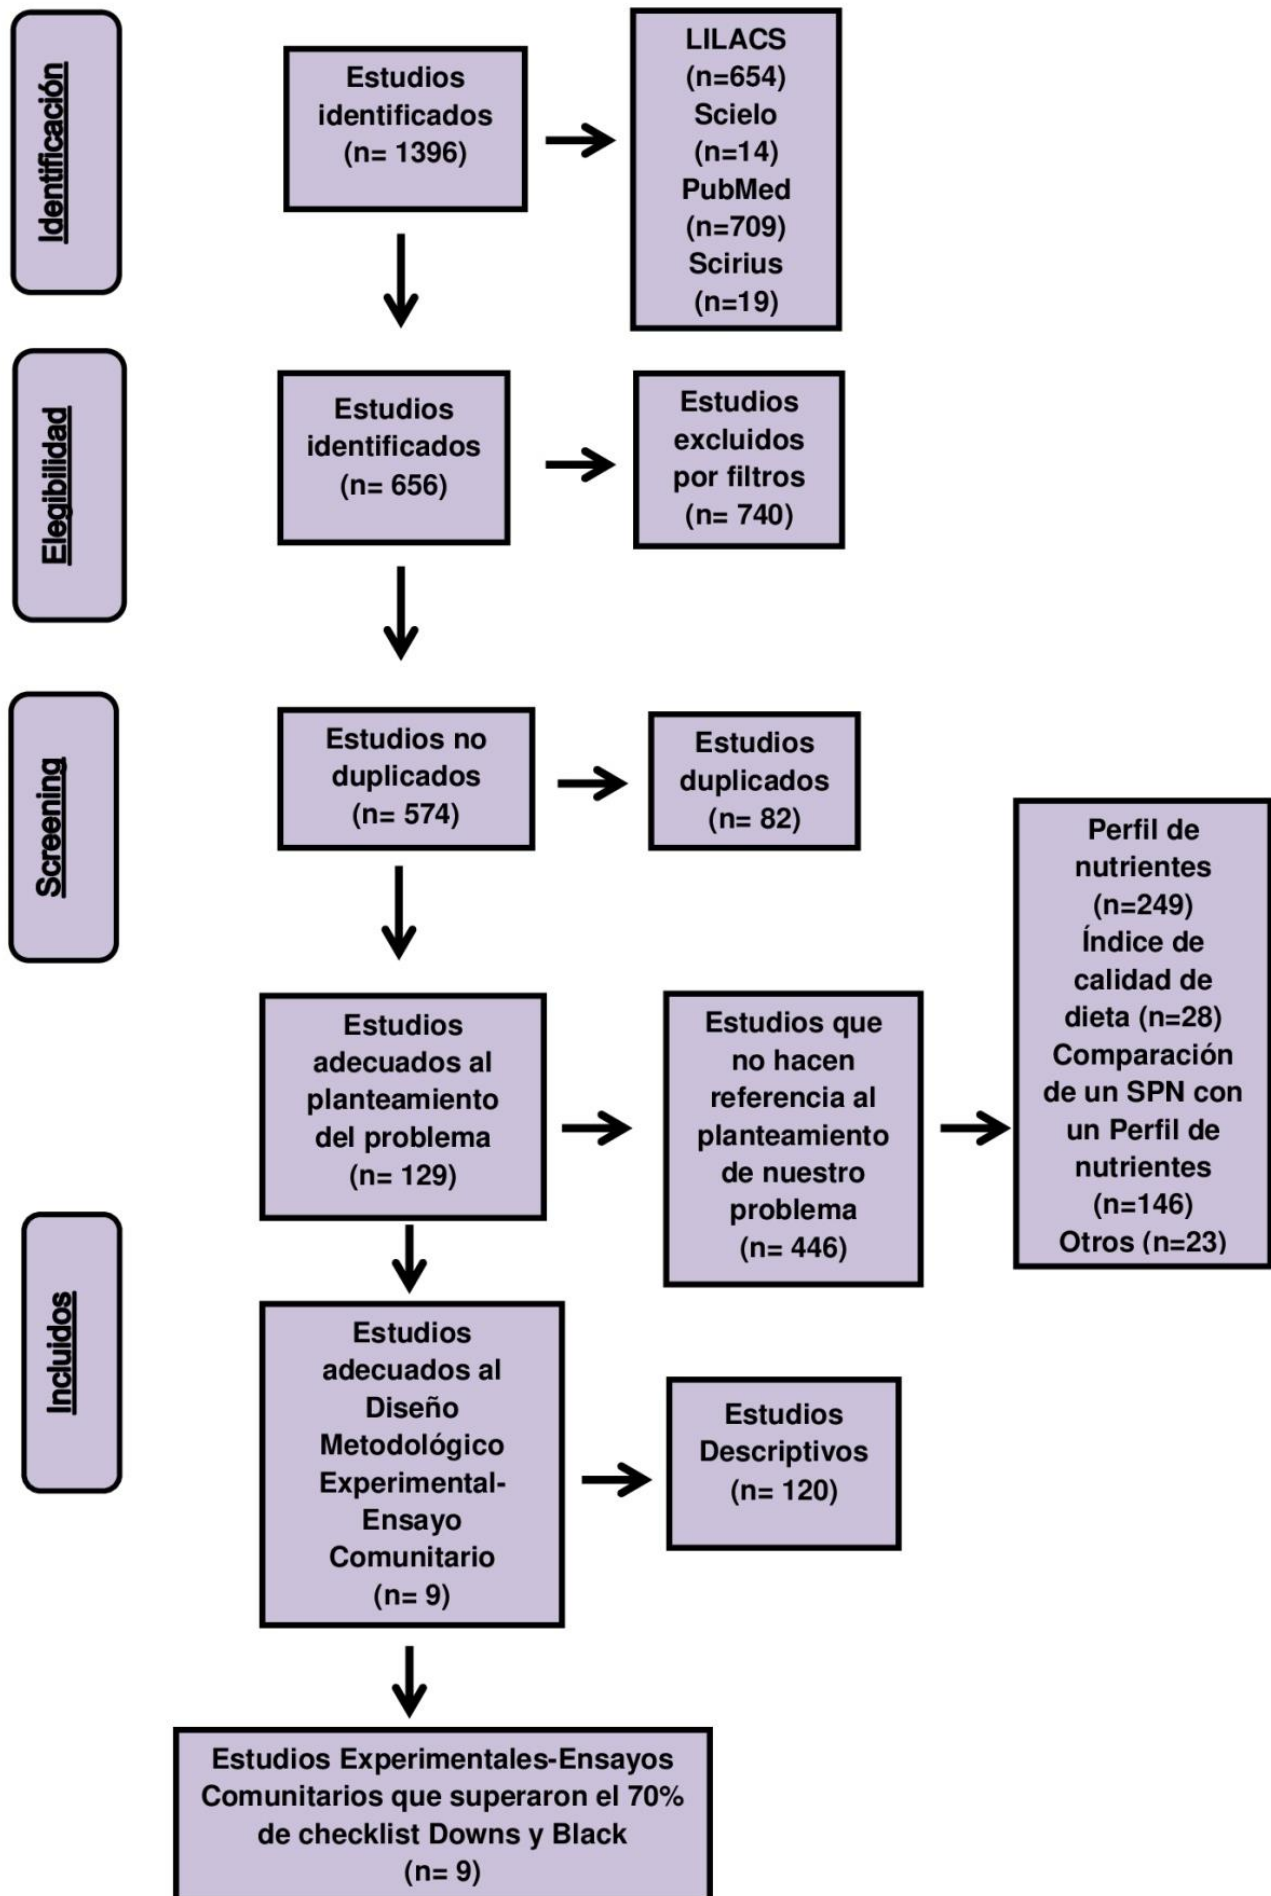 Identificación
Estudios
identificados
(n= 1396)
LILACS
(n=654)
Scielo
(n=14)
PubMed
(n=709)
Scirius
(n=19)
Elegibilidad
Estudios
identificados
(n= 656)
Estudios
excluidos
por filtros
(n= 740)
Screening
Estudios no
duplicados
(n= 574)
Estudios
duplicados
(n= 82)
Estudios
adecuados al
planteamiento
del problema
(n= 129)
Estudios que
no hacen
referencia al
planteamiento
de nuestro
problema
(n= 446)
Perfil de
nutrientes
(n=249)
Índice de
calidad de
dieta (n=28)
Comparación
de un SPN con
un Perfil de
nutrientes
(n=146)
Otros (n=23)
Incluidos
Estudios
adecuados al
Diseño
Metodológico
Experimental-
Ensayo
Comunitario
(n= 9)
Estudios
Descriptivos
(n= 120)
Estudios Experimentales-Ensayos
Comunitarios que superaron el 70%
de checklist Downs y Black
(n= 9)